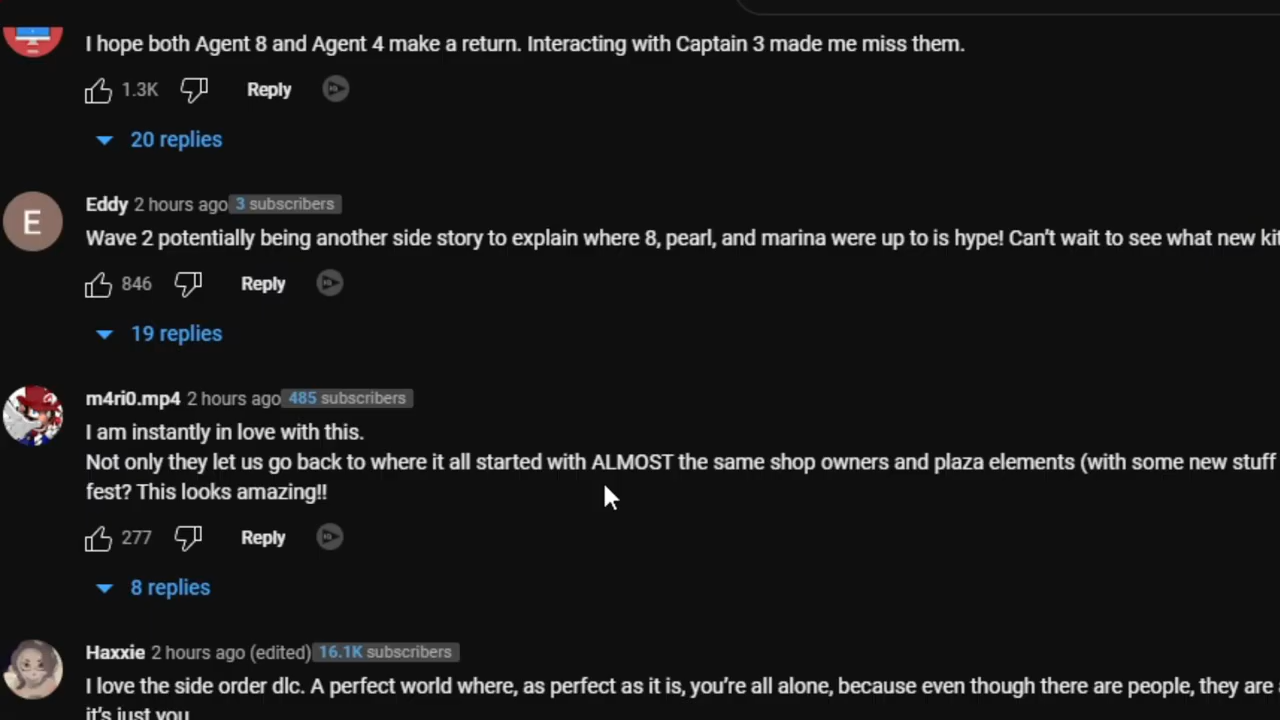 I hope both Agent 8 and Agent 4 make a return. Interacting with Captain 3 made me miss them.
1.3K Reply
20 replies
E
Eddy 2 hours ago 3 subscribers
Wave 2 potentially being another side story to explain where 8, pearl, and marina were up to is hype! Can't wait to see what new
846 Reply
19 replies
m4ri0.mp4 2 hours ago 485 subscribers
I am instantly in love with this.
Not only they let us go back to where it all started with ALMOST the same shop owners and plaza elements (with some new stuff
fest? This looks amazing!!
277 Reply
8 replies
Haxxie 2 hours ago (edited) 16.1K subscribers
I love the side order dlc. A perfect world where, as perfect as it is, you're all alone, because even though there are people, they are
it's just you